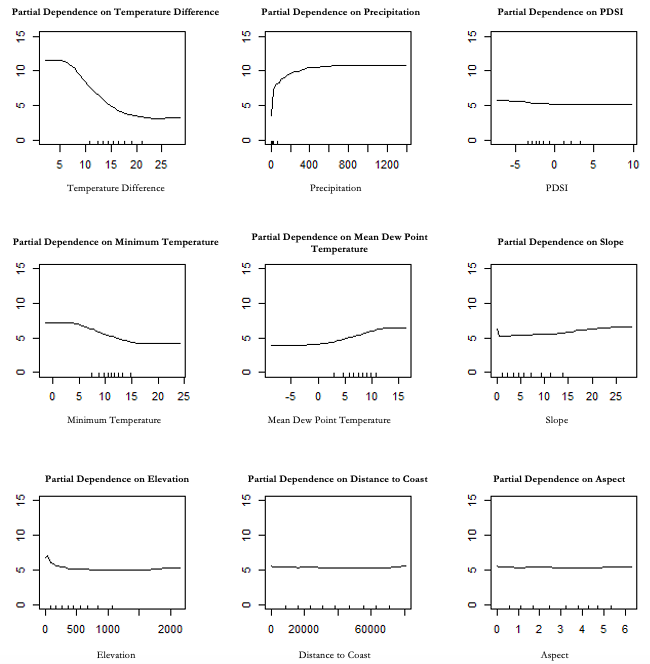 Partial Dependence on Temperature Difference
15
10
5
0
5 10 15 20 25
Temperature Difference
Partial Dependence on Precipitation
15
10
5
0
0 400 800 1200
Precipitation
Partial Dependence on PDSI
15
10
5
0
-5 0 5 10
PDSI
Partial Dependence on Minimum Temperature
15
10
5
0
0 5 10 15 20 25
Minimum Temperature
Partial Dependence on Mean Dew Point
Temperature
15
10
5
0
-5 0 5 10 15
Mean Dew Point Temperature
Partial Dependence on Slope
15
10
5
0
0 5 10 15 20 25
Slope
Partial Dependence on Elevation
15
10
5
0
0 500 1000 2000
Elevation
Partial Dependence on Distance to Coast
15
10
5
0
0 20000 60000
Distance to Coast
Partial Dependence on Aspect
15
10
5
0
0 1 2 3 4 5 6
Aspect